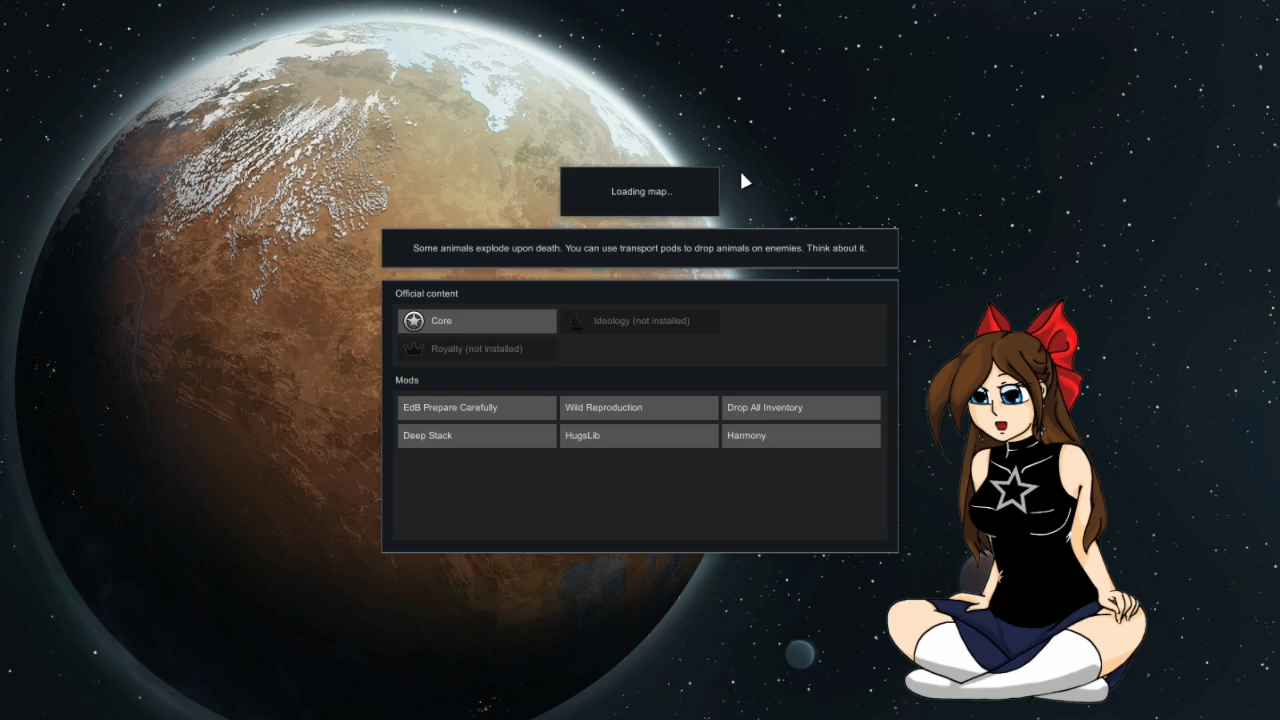 Loading map..
Some animals explode upon death. You can use transport pods to drop animals on enemies. Think about it.
Official content
Core
Ideology (not installed)
Royalty (not installed)
Mods
EdB Prepare Carefully
Wild Reproduction
Drop All Inventory
Deep Stack
HugsLib
Harmony